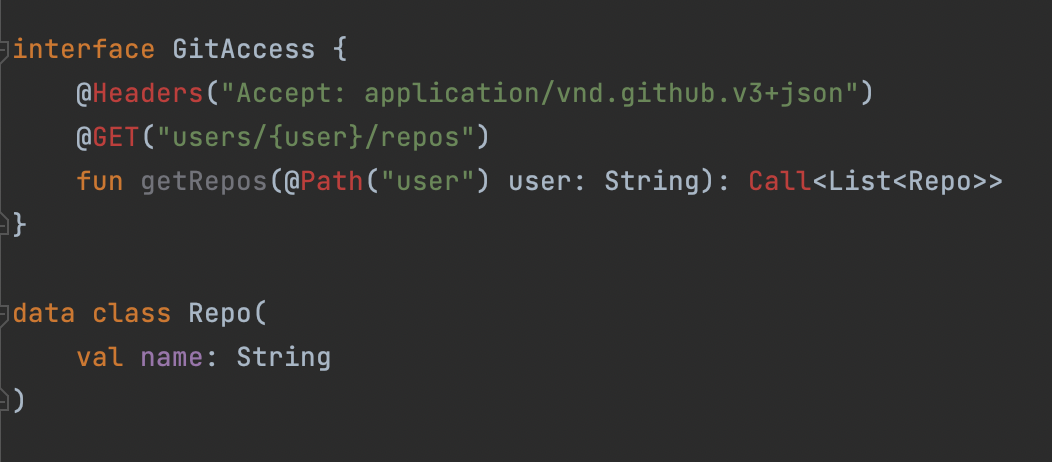 interface GitAccess {
@Headers("Accept: application/vnd.github.v3+json")
@GET("users/{user}/repos")
fun getRepos(@Path("user") user: String): Call<List<Repo>>
}
data class Repo(
val name: String
)